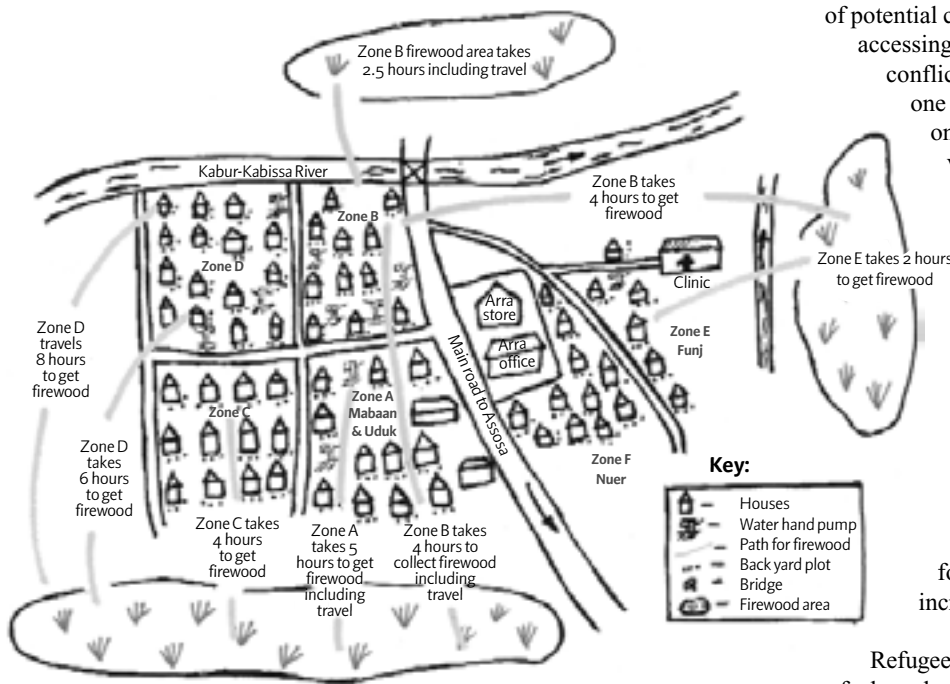 Zone B firewood area takes
2.5 hours including travel
of potential c
accessing
conflic
one
on
Kabur-Kabissa River
Zone B takes
4 hours to get
firewood
Zone B
Zone D
Clinic
Zone E takes 2 hours
to get firewood
Arra
store
Arra
office
Main road to Assosa
Zone E
Funj
Zone D
travels
8 hours
to get
firewood
Zone A
Mabaan
& Uduk
Zone C
Zone F
Nuer
Zone D
takes
6 hours
to get
firewood
Zone C takes
4 hours
to get
firewood
Zone A
takes 5
hours to get
firewood
including
travel
Zone B takes
4 hours to
collect firewood
including
travel
Key:
Houses
Water hand pump
Path for firewood
Back yard plot
Bridge
Firewood area
fo
inc
Refugee